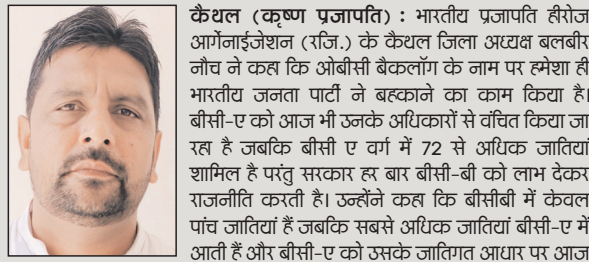 कैथल (कृष्ण प्रजापति) : भारतीय प्रजापति हीरोज
आर्गेनाईजेशन (रजि.) के कैथल जिला अध्यक्ष बलबीर
नौच ने कहा कि ओबीसी बैकलॉग के नाम पर हमेशा ही
भारतीय जनता पार्टी ने बहकाने का काम किया है।
बीसी-ए को आज भी उनके अधिकारों से वंचित किया जा
रहा है जबकि बीसी ए वर्ग में 72 से अधिक जातियां
शामिल है परंतु सरकार हर बार बीसी-बी को लाभ देकर
राजनीति करती है। उन्होंने कहा कि बीसीबी में केवल
पांच जातियां हैं जबकि सबसे अधिक जातियां बीसी-ए में
आती हैं और बीसी-ए को उसके जातिगत आधार पर आज